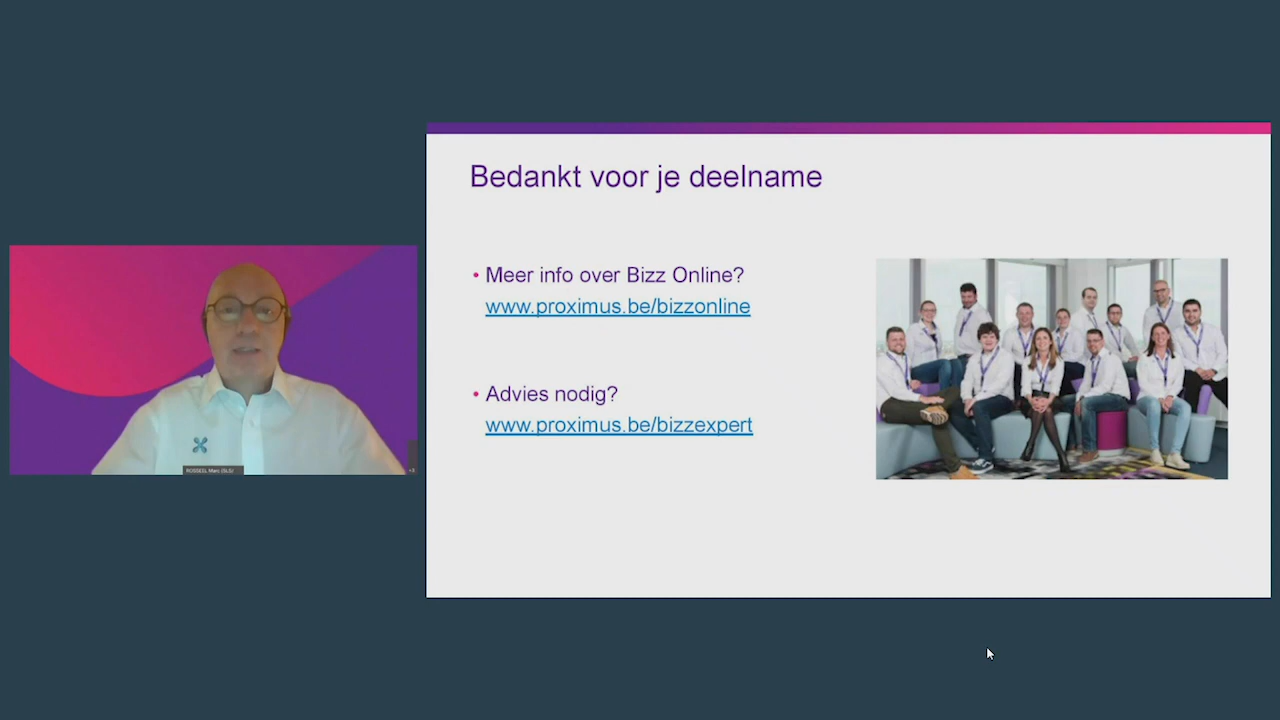 Bedankt voor je deelname
• Meer info over Bizz Online?
www.proximus.be/bizzonline
• Advies nodig?
www.proximus.be/bizzexpert